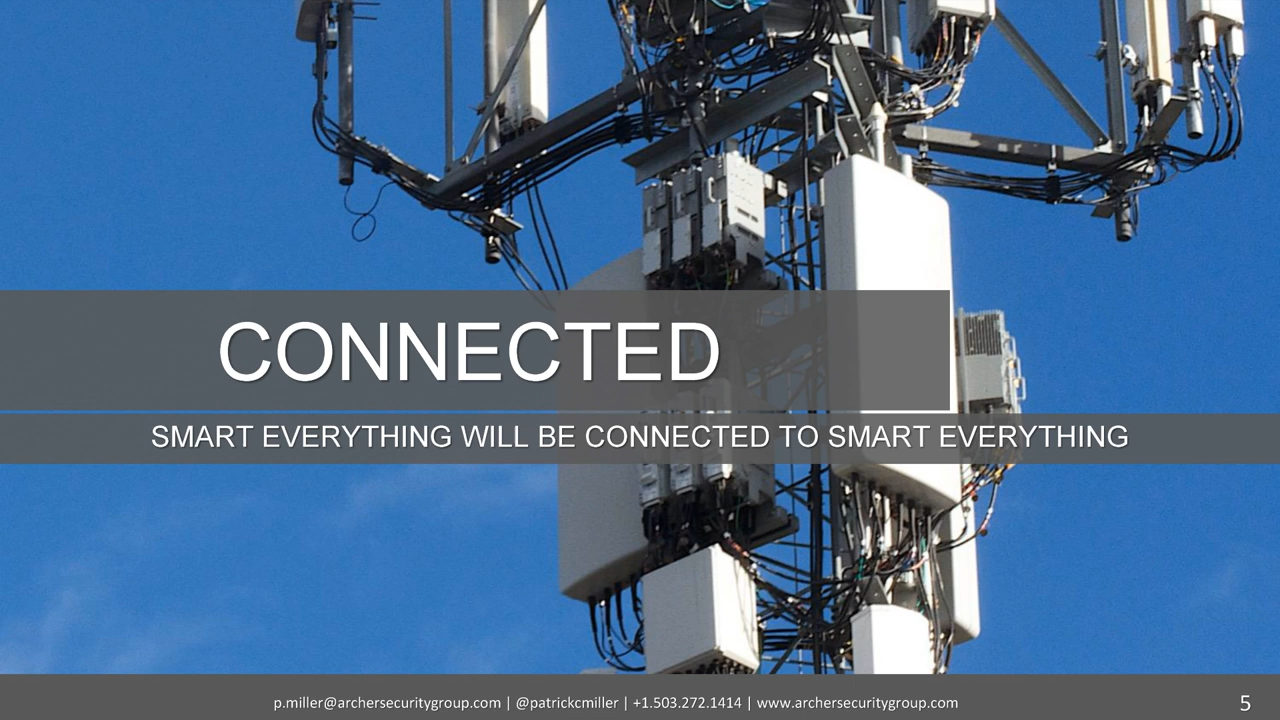 CONNECTED
SMART EVERYTHING WILL BE CONNECTED TO SMART EVERYTHING
p.miller@archersecuritygroup.com | @patrickcmiller | +1.503.272.1414 | www.archersecuritygroup.com
5